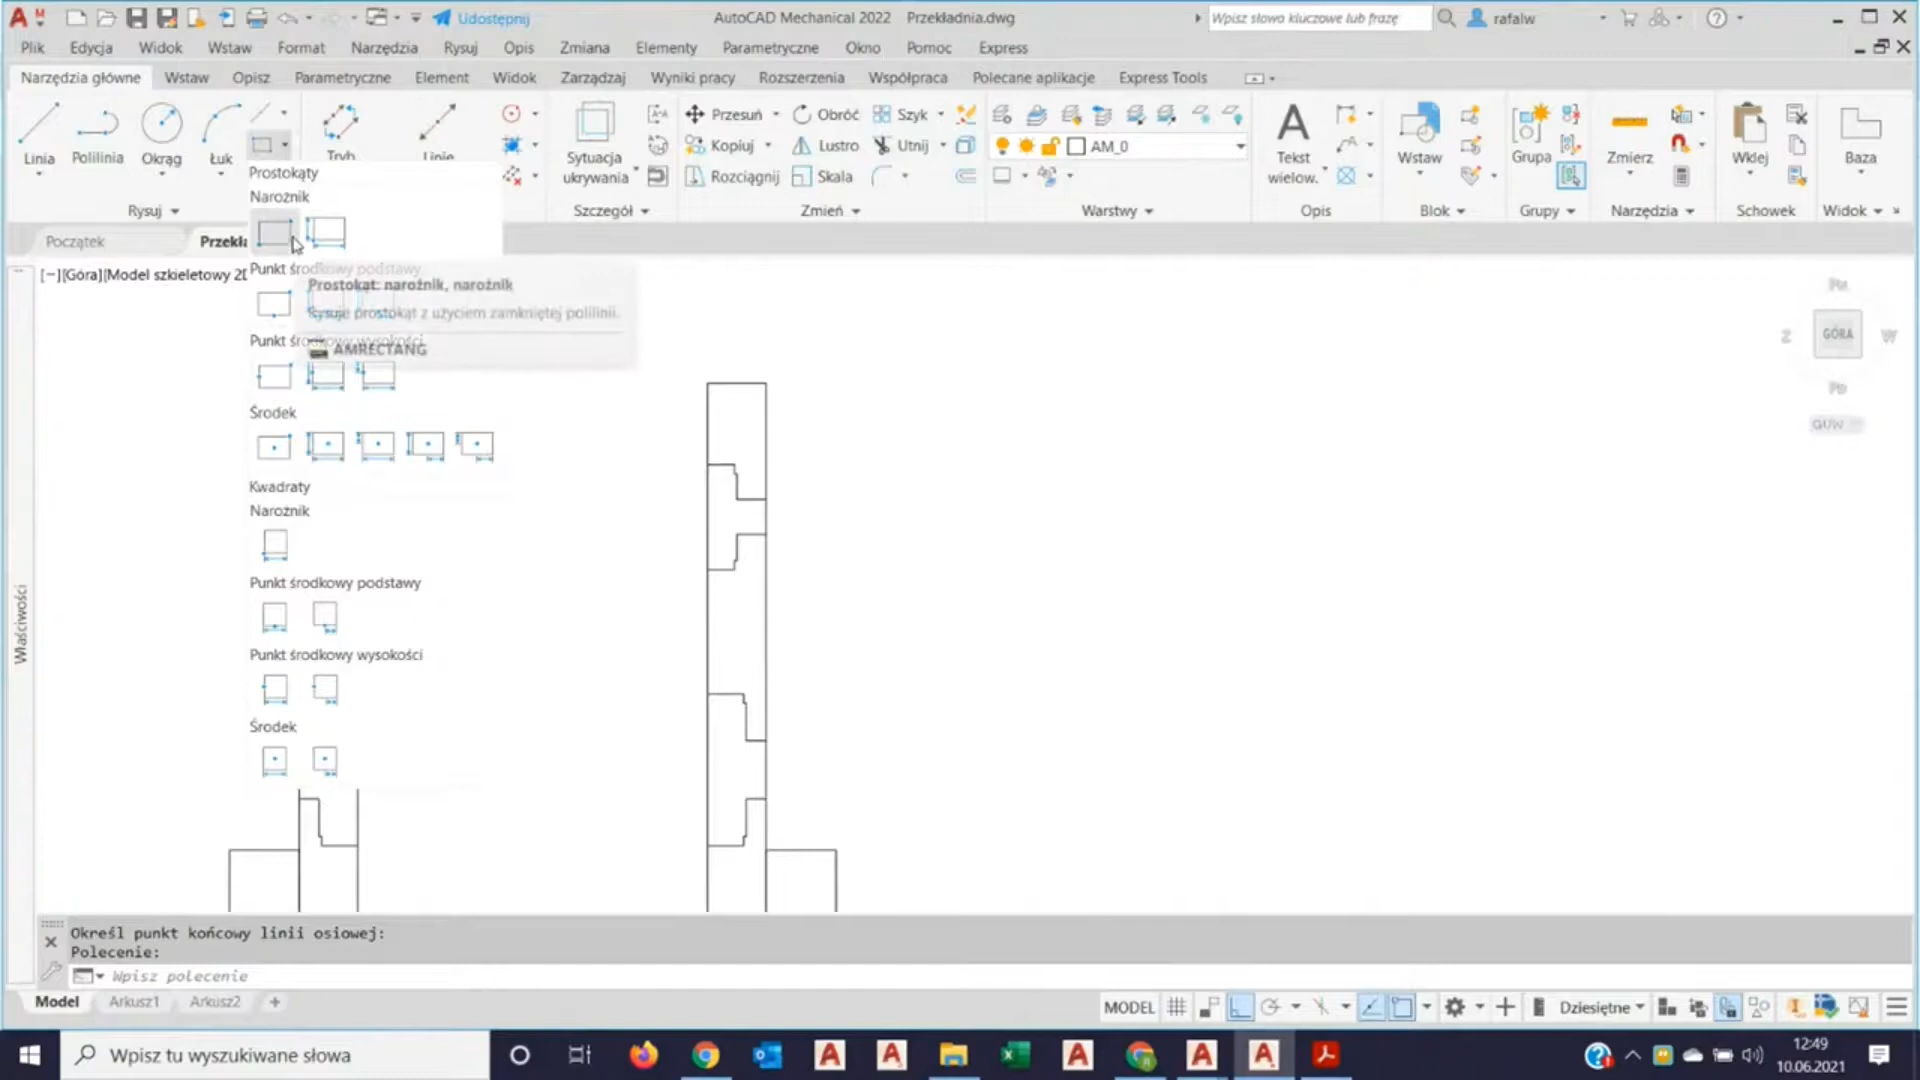 Udostępnij
AutoCAD Mechanical 2022 Przekładnia.dwg
Wpisz słowo kluczowe lub frazę
rafalw
Plik Edycja Widok Wstaw Format Narzędzia Rysuj Opis Zmiana Elementy Parametryczne Okno Pomoc Express
Narzędzia główne Wstaw Opisz Parametryczne Element Widok Zarządzaj Wyniki pracy Rozszerzenia Współpraca Polecane aplikacje Express Tools
Linia Polilinia Okrąg Łuk
Tryb
Linie
Sytuacja
ukrywania
Przesuń Obróć Szyk
Kopiuj Lustro Utnij
Rozciągnij Skala
AM_0
Tekst
wielow.
Wstaw
Grupa
Zmierz
Wklej
Baza
Rysuj Szczegół Zmień Warstwy Opis Blok Grupy Narzędzia Schowek Widok
Początek
Przekła
[−][Góra][Model szkieletowy 2D
Prostokąty
Narożnik
Punkt środkowy podstawy
Prostokąt: narożnik, narożnik
Rysuje prostokąt z użyciem zamkniętej polilinii.
Punkt środkowy wysokości
AMRECTANG
Środek
Kwadraty
Narożnik
Punkt środkowy podstawy
Punkt środkowy wysokości
Środek
Właściwości
Z
GÓRA
W
GUW
Określ punkt końcowy linii osiowej:
Polecenie:
Wpisz polecenie
Model Arkusz1 Arkusz2 +
MODEL
Dziesiętne
Wpisz tu wyszukiwane słowa
12:49
10.06.2021